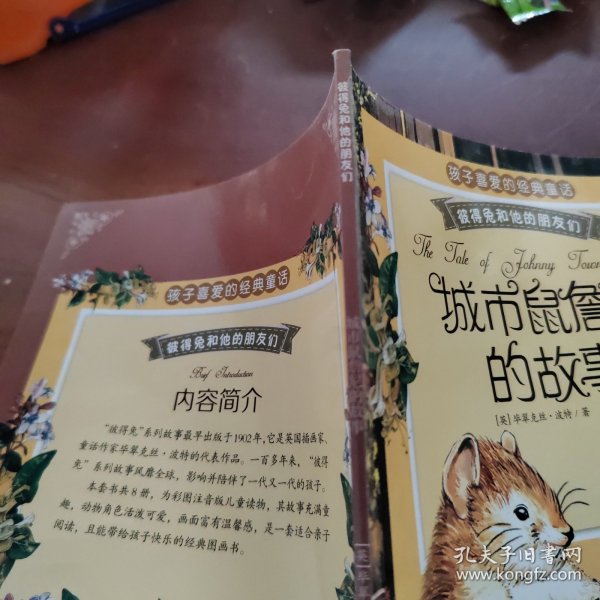 彼得兔和他的朋友们
孩子喜爱的经典童话
彼得兔和他的朋友们
Brief Introduction
内容简介
“彼得兔”系列故事最早出版于1902年,它是英国插画家、
童话作家毕翠克丝·波特的代表作品。一百多年来,“彼得
兔”系列故事风靡全球,影响并陪伴了一代又一代的孩子。
本套书共8册,为彩图注音版儿童读物,其故事充满童
趣,动物角色活泼可爱,画面富有温馨感,是一套适合亲子
阅读,且能带给孩子快乐的经典图画书。
孩子喜爱的经典童话
彼得兔和他的朋友们
The Tale of Johnny Town
城市鼠詹
的故事
[英]毕翠克丝·波特/著
孔夫子旧书网
www.kongfz.com